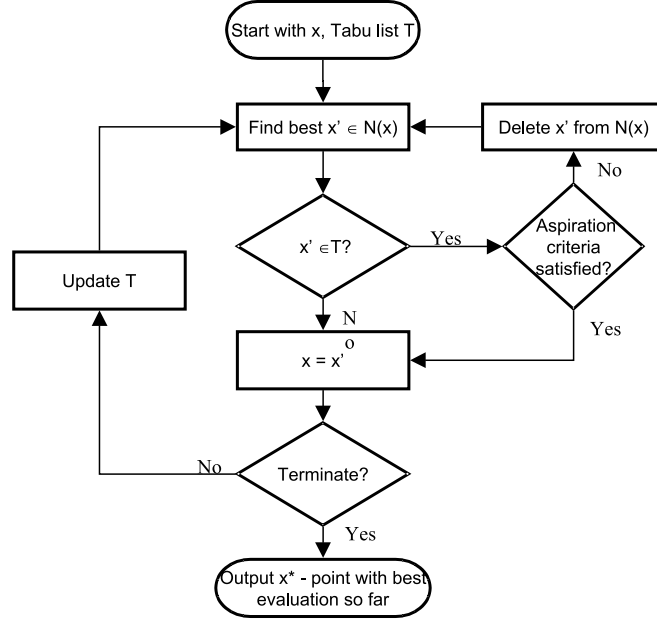 Start with x, Tabu list T
Find best x' ∈ N(x)
Delete x' from N(x)
No
x' ∈T?
Yes
Aspiration
criteria
satisfied?
Update T
N
o
Yes
x = x'
No
Terminate?
Yes
Output x* - point with best
evaluation so far